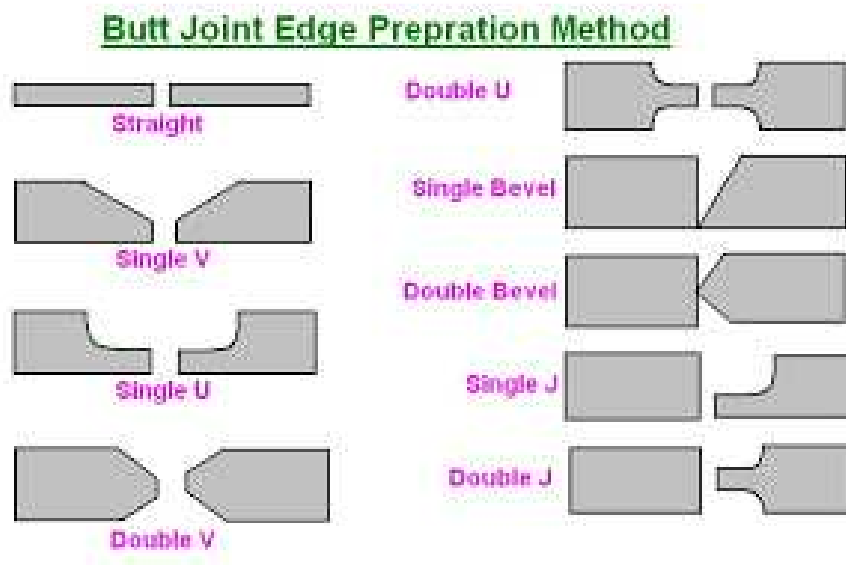 Butt Joint Edge Prepration Method
Straight
Single V
Single U
Double V
Double U
Single Bevel
Double Bevel
Single J
Double J